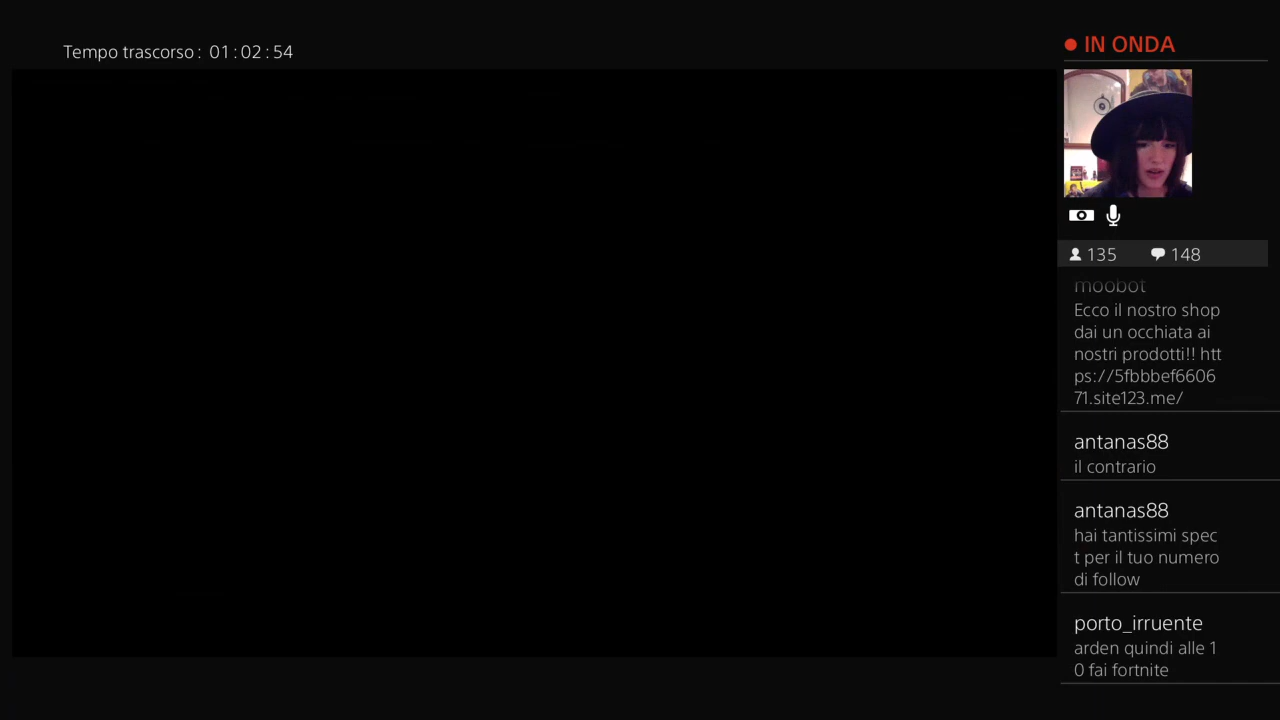 Tempo trascorso: 01:02:54
IN ONDA
135 148
moobot
Ecco il nostro shop
dai un occhiata ai
nostri prodotti!! htt
ps://5fbbbef6606
71.site123.me/
antanas88
il contrario
antanas88
hai tantissimi spec
t per il tuo numero
di follow
porto_irruente
arden quindi alle 1
0 fai fortnite